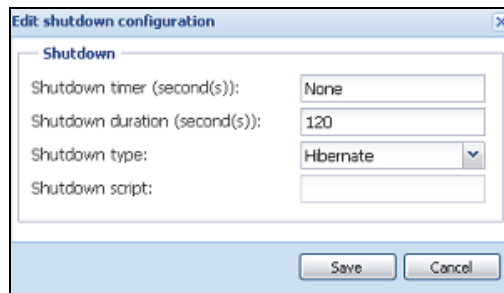 Edit shutdown configuration
Shutdown
Shutdown timer (second(s)): None
Shutdown duration (second(s)): 120
Shutdown type: Hibernate
Shutdown script:
Save Cancel